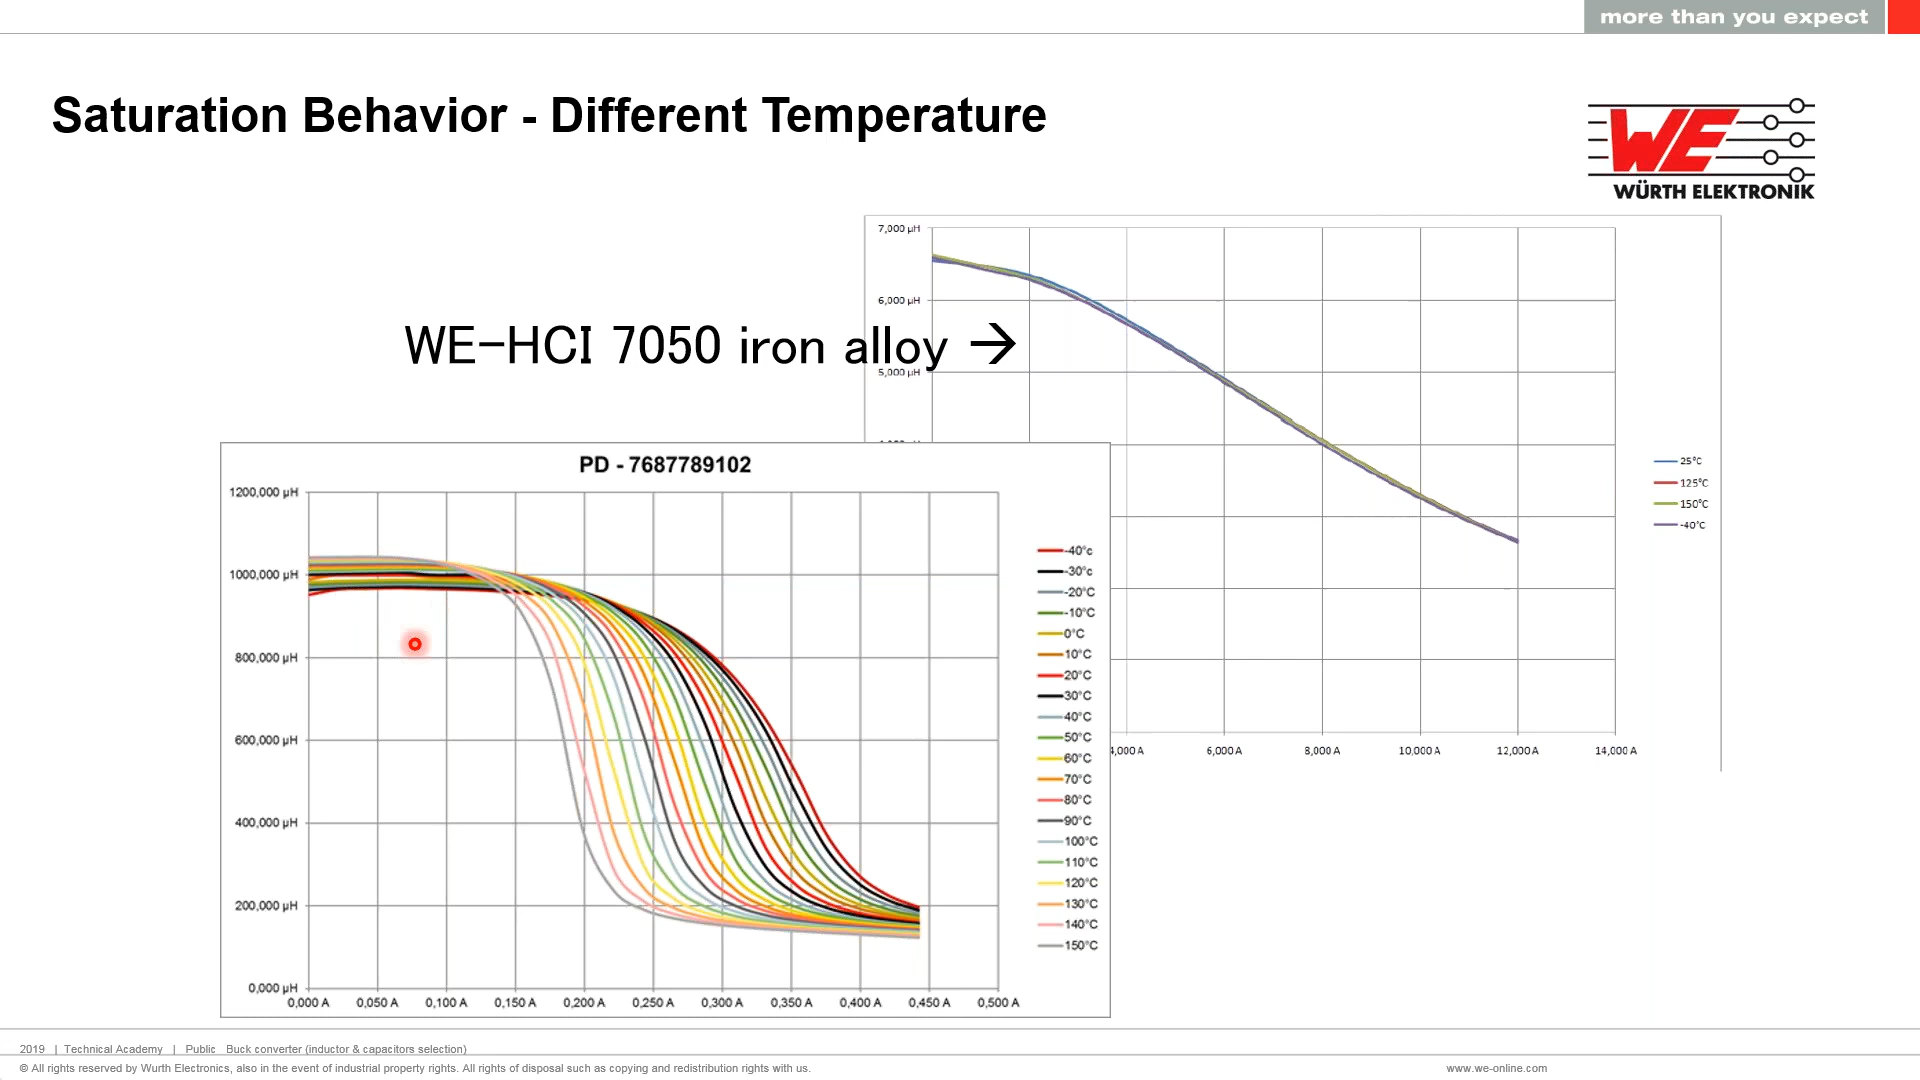 more than you expect
Saturation Behavior - Different Temperature
WE
WÜRTH ELEKTRONIK
7,000 µH
6,000 µH
WE-HCI 7050 iron alloy →
5,000 µH
25°C
125°C
150°C
-40°C
4,000 A
6,000 A
8,000 A
10,000 A
12,000 A
14,000 A
PD - 7687789102
1200,000 µH
1000,000 µH
800,000 µH
600,000 µH
400,000 µH
200,000 µH
0,000 µH
0,000 A
0,050 A
0,100 A
0,150 A
0,200 A
0,250 A
0,300 A
0,350 A
0,400 A
0,450 A
0,500 A
-40°c
-30°c
-20°C
-10°C
0°C
10°C
20°C
30°C
40°C
50°C
60°C
70°C
80°C
90°C
100°C
110°C
120°C
130°C
140°C
150°C
2019 | Technical Academy | Public Buck converter (inductor & capacitors selection)
© All rights reserved by Wurth Electronics, also in the event of industrial property rights. All rights of disposal such as copying and redistribution rights with us.
www.we-online.com